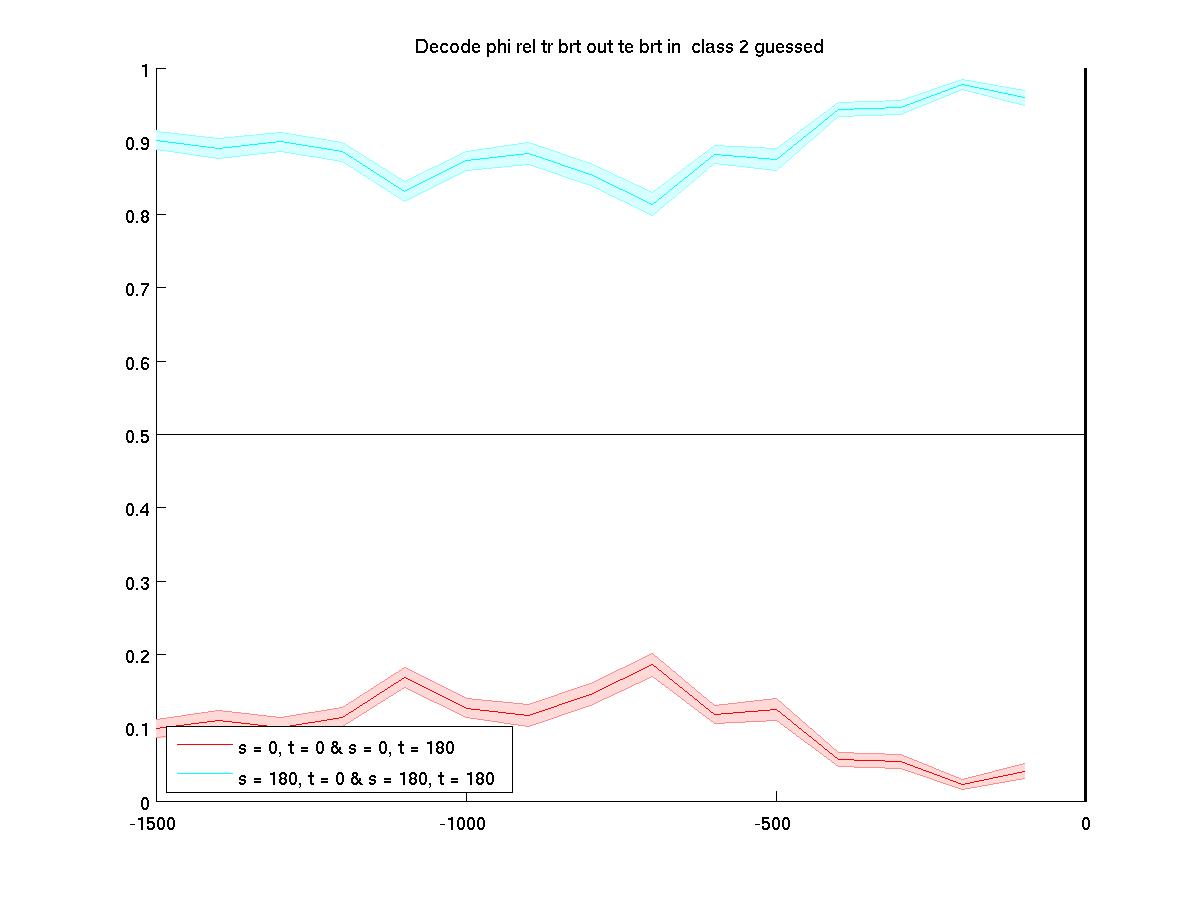 Decode phi rel tr brt out te brt in  class 2 guessed
1
0.9
0.8
0.7
0.6
0.5
0.4
0.3
0.2
0.1
0
s = 0, t = 0 & s = 0, t = 180
s = 180, t = 0 & s = 180, t = 180
-1500 -1000 -500 0